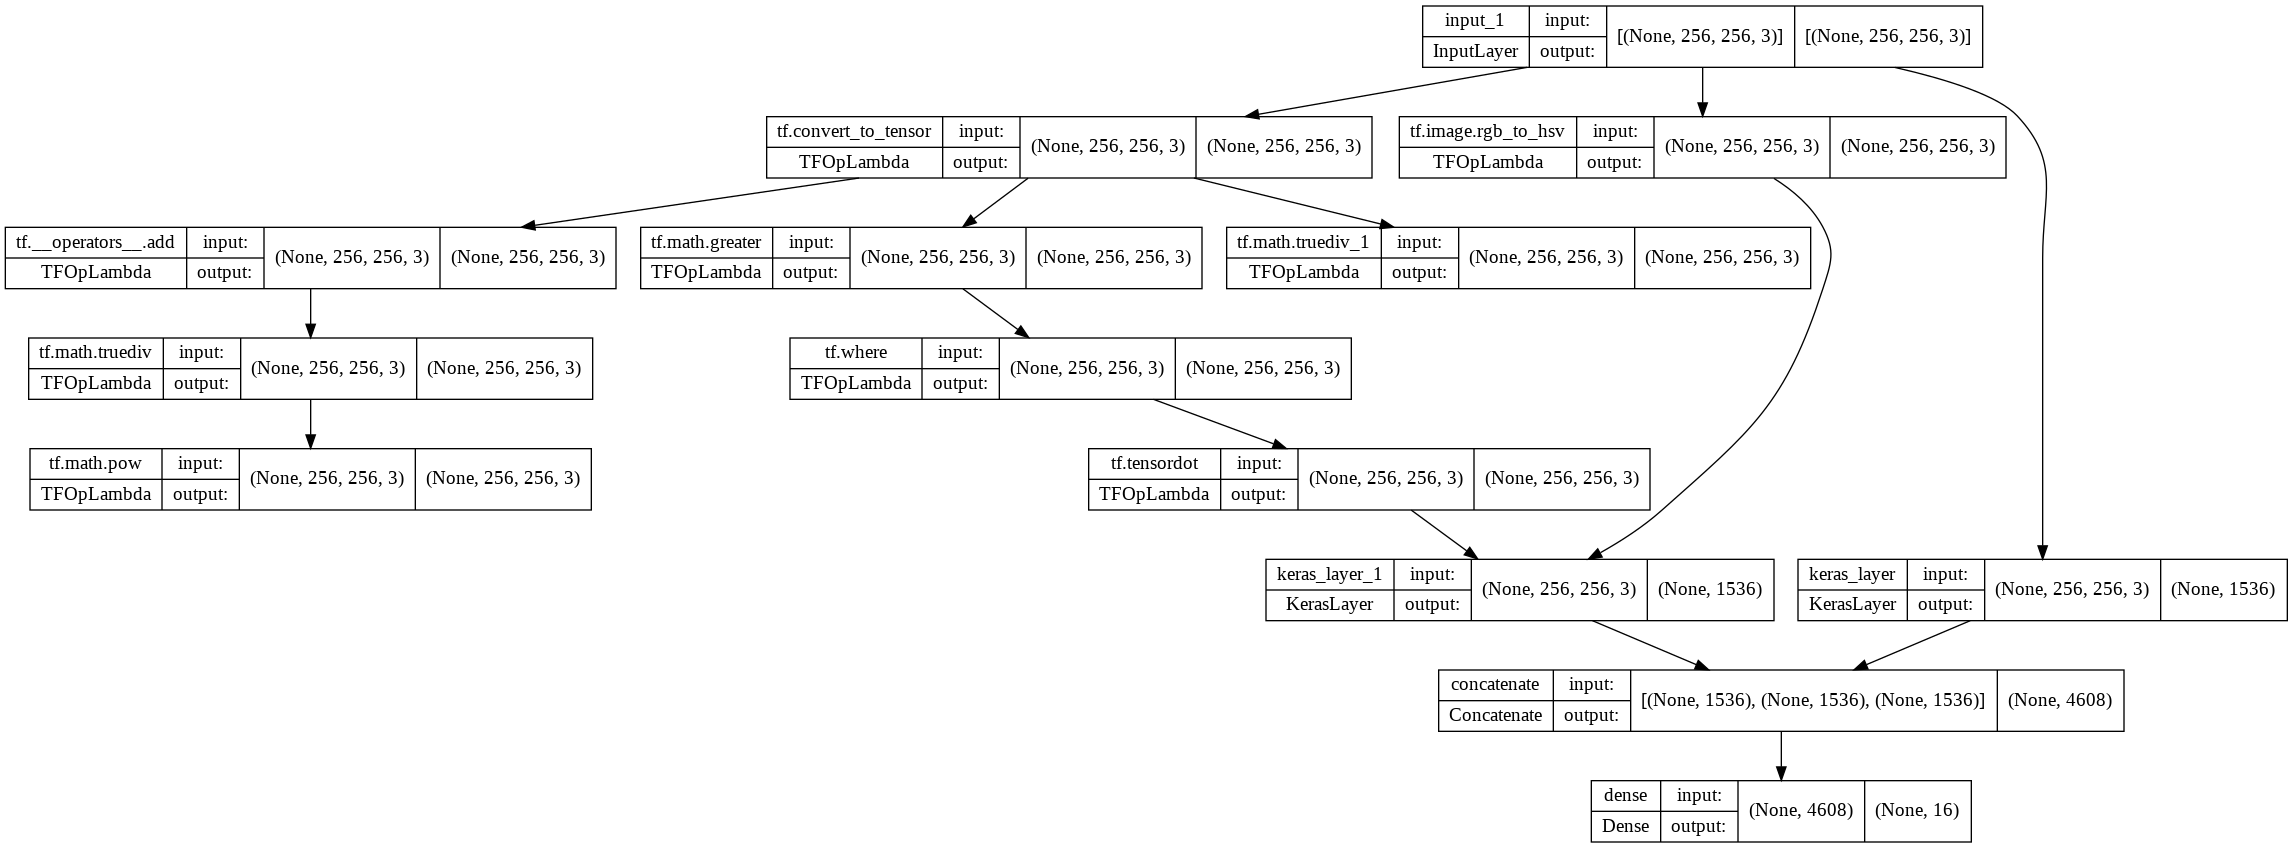 input_1 input: [(None, 256, 256, 3)] [(None, 256, 256, 3)]
InputLayer output:
tf.convert_to_tensor input: (None, 256, 256, 3) (None, 256, 256, 3)
TFOpLambda output:
tf.image.rgb_to_hsv input: (None, 256, 256, 3) (None, 256, 256, 3)
TFOpLambda output:
tf.__operators__.add input: (None, 256, 256, 3) (None, 256, 256, 3)
TFOpLambda output:
tf.math.greater input: (None, 256, 256, 3) (None, 256, 256, 3)
TFOpLambda output:
tf.math.truediv_1 input: (None, 256, 256, 3) (None, 256, 256, 3)
TFOpLambda output:
tf.math.truediv input: (None, 256, 256, 3) (None, 256, 256, 3)
TFOpLambda output:
tf.where input: (None, 256, 256, 3) (None, 256, 256, 3)
TFOpLambda output:
tf.math.pow input: (None, 256, 256, 3) (None, 256, 256, 3)
TFOpLambda output:
tf.tensordot input: (None, 256, 256, 3) (None, 256, 256, 3)
TFOpLambda output:
keras_layer_1 input: (None, 256, 256, 3) (None, 1536)
KerasLayer output:
keras_layer input: (None, 256, 256, 3) (None, 1536)
KerasLayer output:
concatenate input: [(None, 1536), (None, 1536), (None, 1536)] (None, 4608)
Concatenate output:
dense input: (None, 4608) (None, 16)
Dense output: